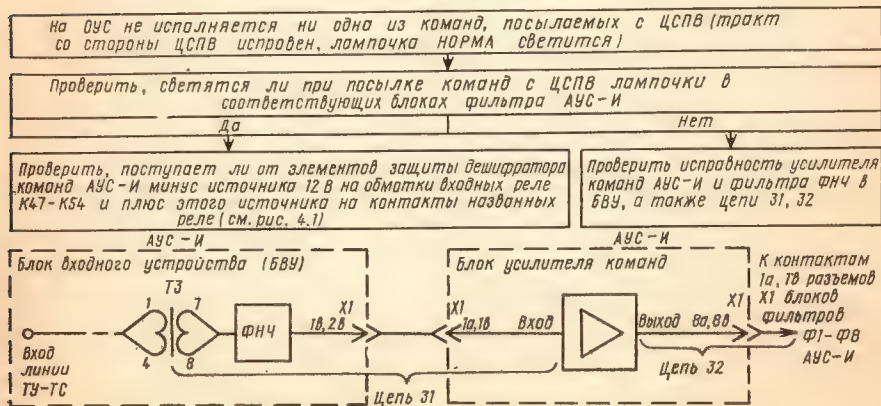 На ОУС не исполняется ни одна из команд, посылаемых с ЦСПВ (тракт
со стороны ЦСПВ исправен, лампочка НОРМА светится)
Проверить, светятся ли при посылке команд с ЦСПВ лампочки в
соответствующих блоках фильтра АУС-И
Да
Нет
Проверить, поступает ли от элементов защиты дешифратора
команд АУС-И минус источника 12 В на обмотки входных реле
К47-К54 и плюс этого источника на контакты названных
реле (см. рис. 4.1)
Проверить исправность усилителя
команд АУС-И и фильтра ФНЧ в
БВУ, а также цепи 31, 32
АУС-И
Блок входного устройства (БВУ)
Т3
1
7
4
8
ФНЧ
1в, 2в
Х1
Вход
линии
ТУ-ТС
Цепь 31
АУС-И
Блок усилителя команд
Х1
1а,1в
Вход
Выход
8а,8в
Х1
Цепь 32
К контактам
1а, 1в разъемов
Х1 блоков
фильтров
Ф1-Ф8
АУС-И